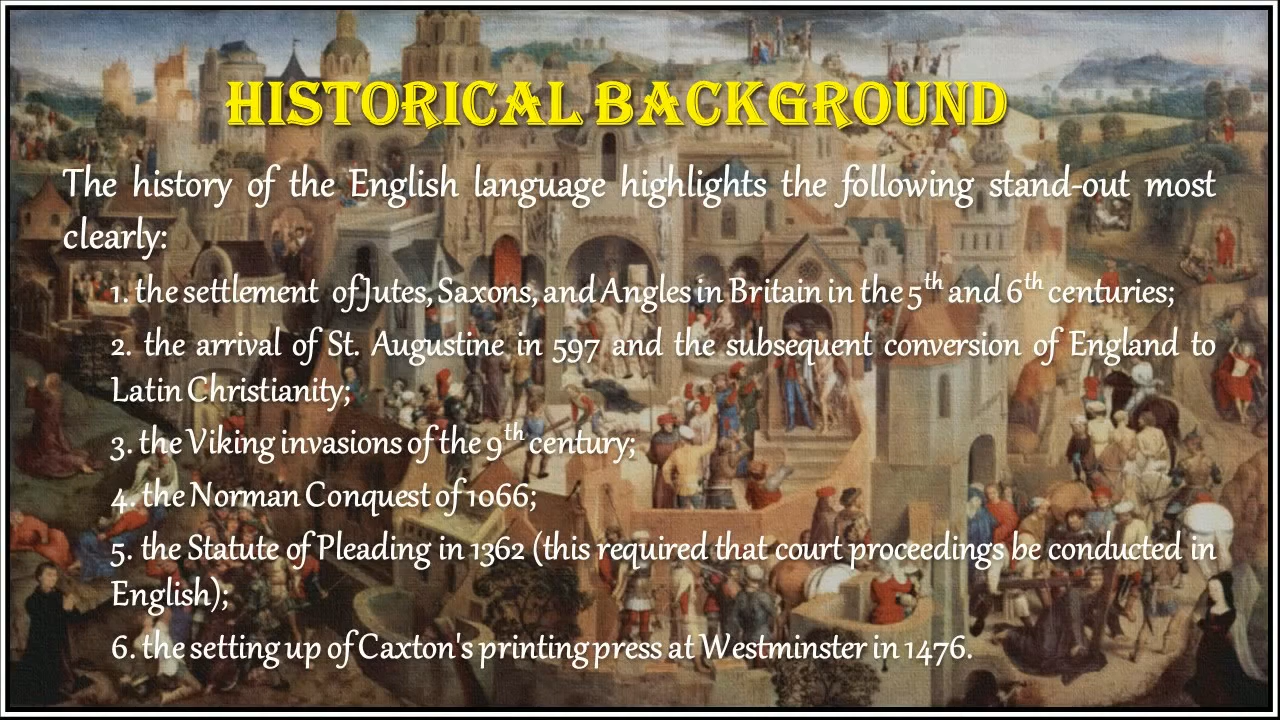 HISTORICAL BACKGROUND
The history of the English language highlights the following stand-out most
clearly:
1. the settlement of Jutes, Saxons, and Angles in Britain in the 5th and 6th centuries;
2. the arrival of St. Augustine in 597 and the subsequent conversion of England to
Latin Christianity;
3. the Viking invasions of the 9th century;
4. the Norman Conquest of 1066;
5. the Statute of Pleading in 1362 (this required that court proceedings be conducted in
English);
6. the setting up of Caxton's printing press at Westminster in 1476.